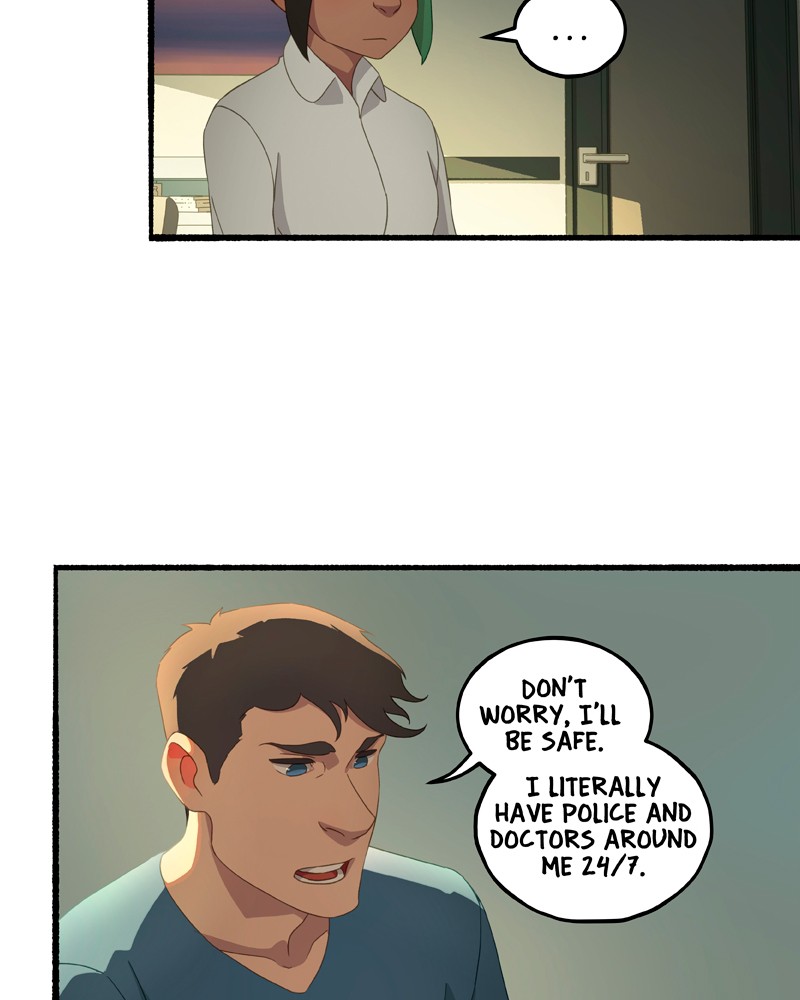 ...
DON'T
WORRY, I'LL
BE SAFE.
I LITERALLY
HAVE POLICE AND
DOCTORS AROUND
ME 24/7.